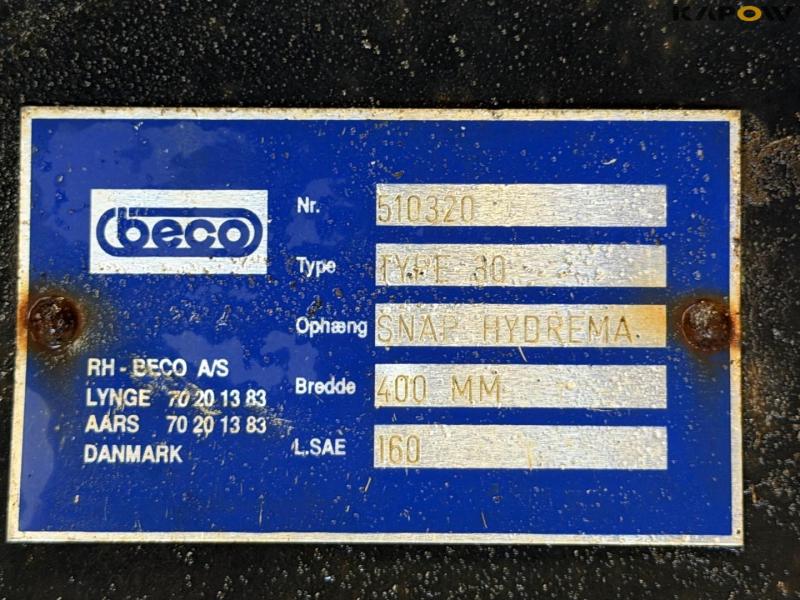 KAPOW
beco
Nr. 510320
Type TYPE 30
Ophæng SNAP HYDREMA
Bredde 400 MM
L.SAE 160
RH - BECO A/S
LYNGE 70 20 13 83
AARS 70 20 13 83
DANMARK